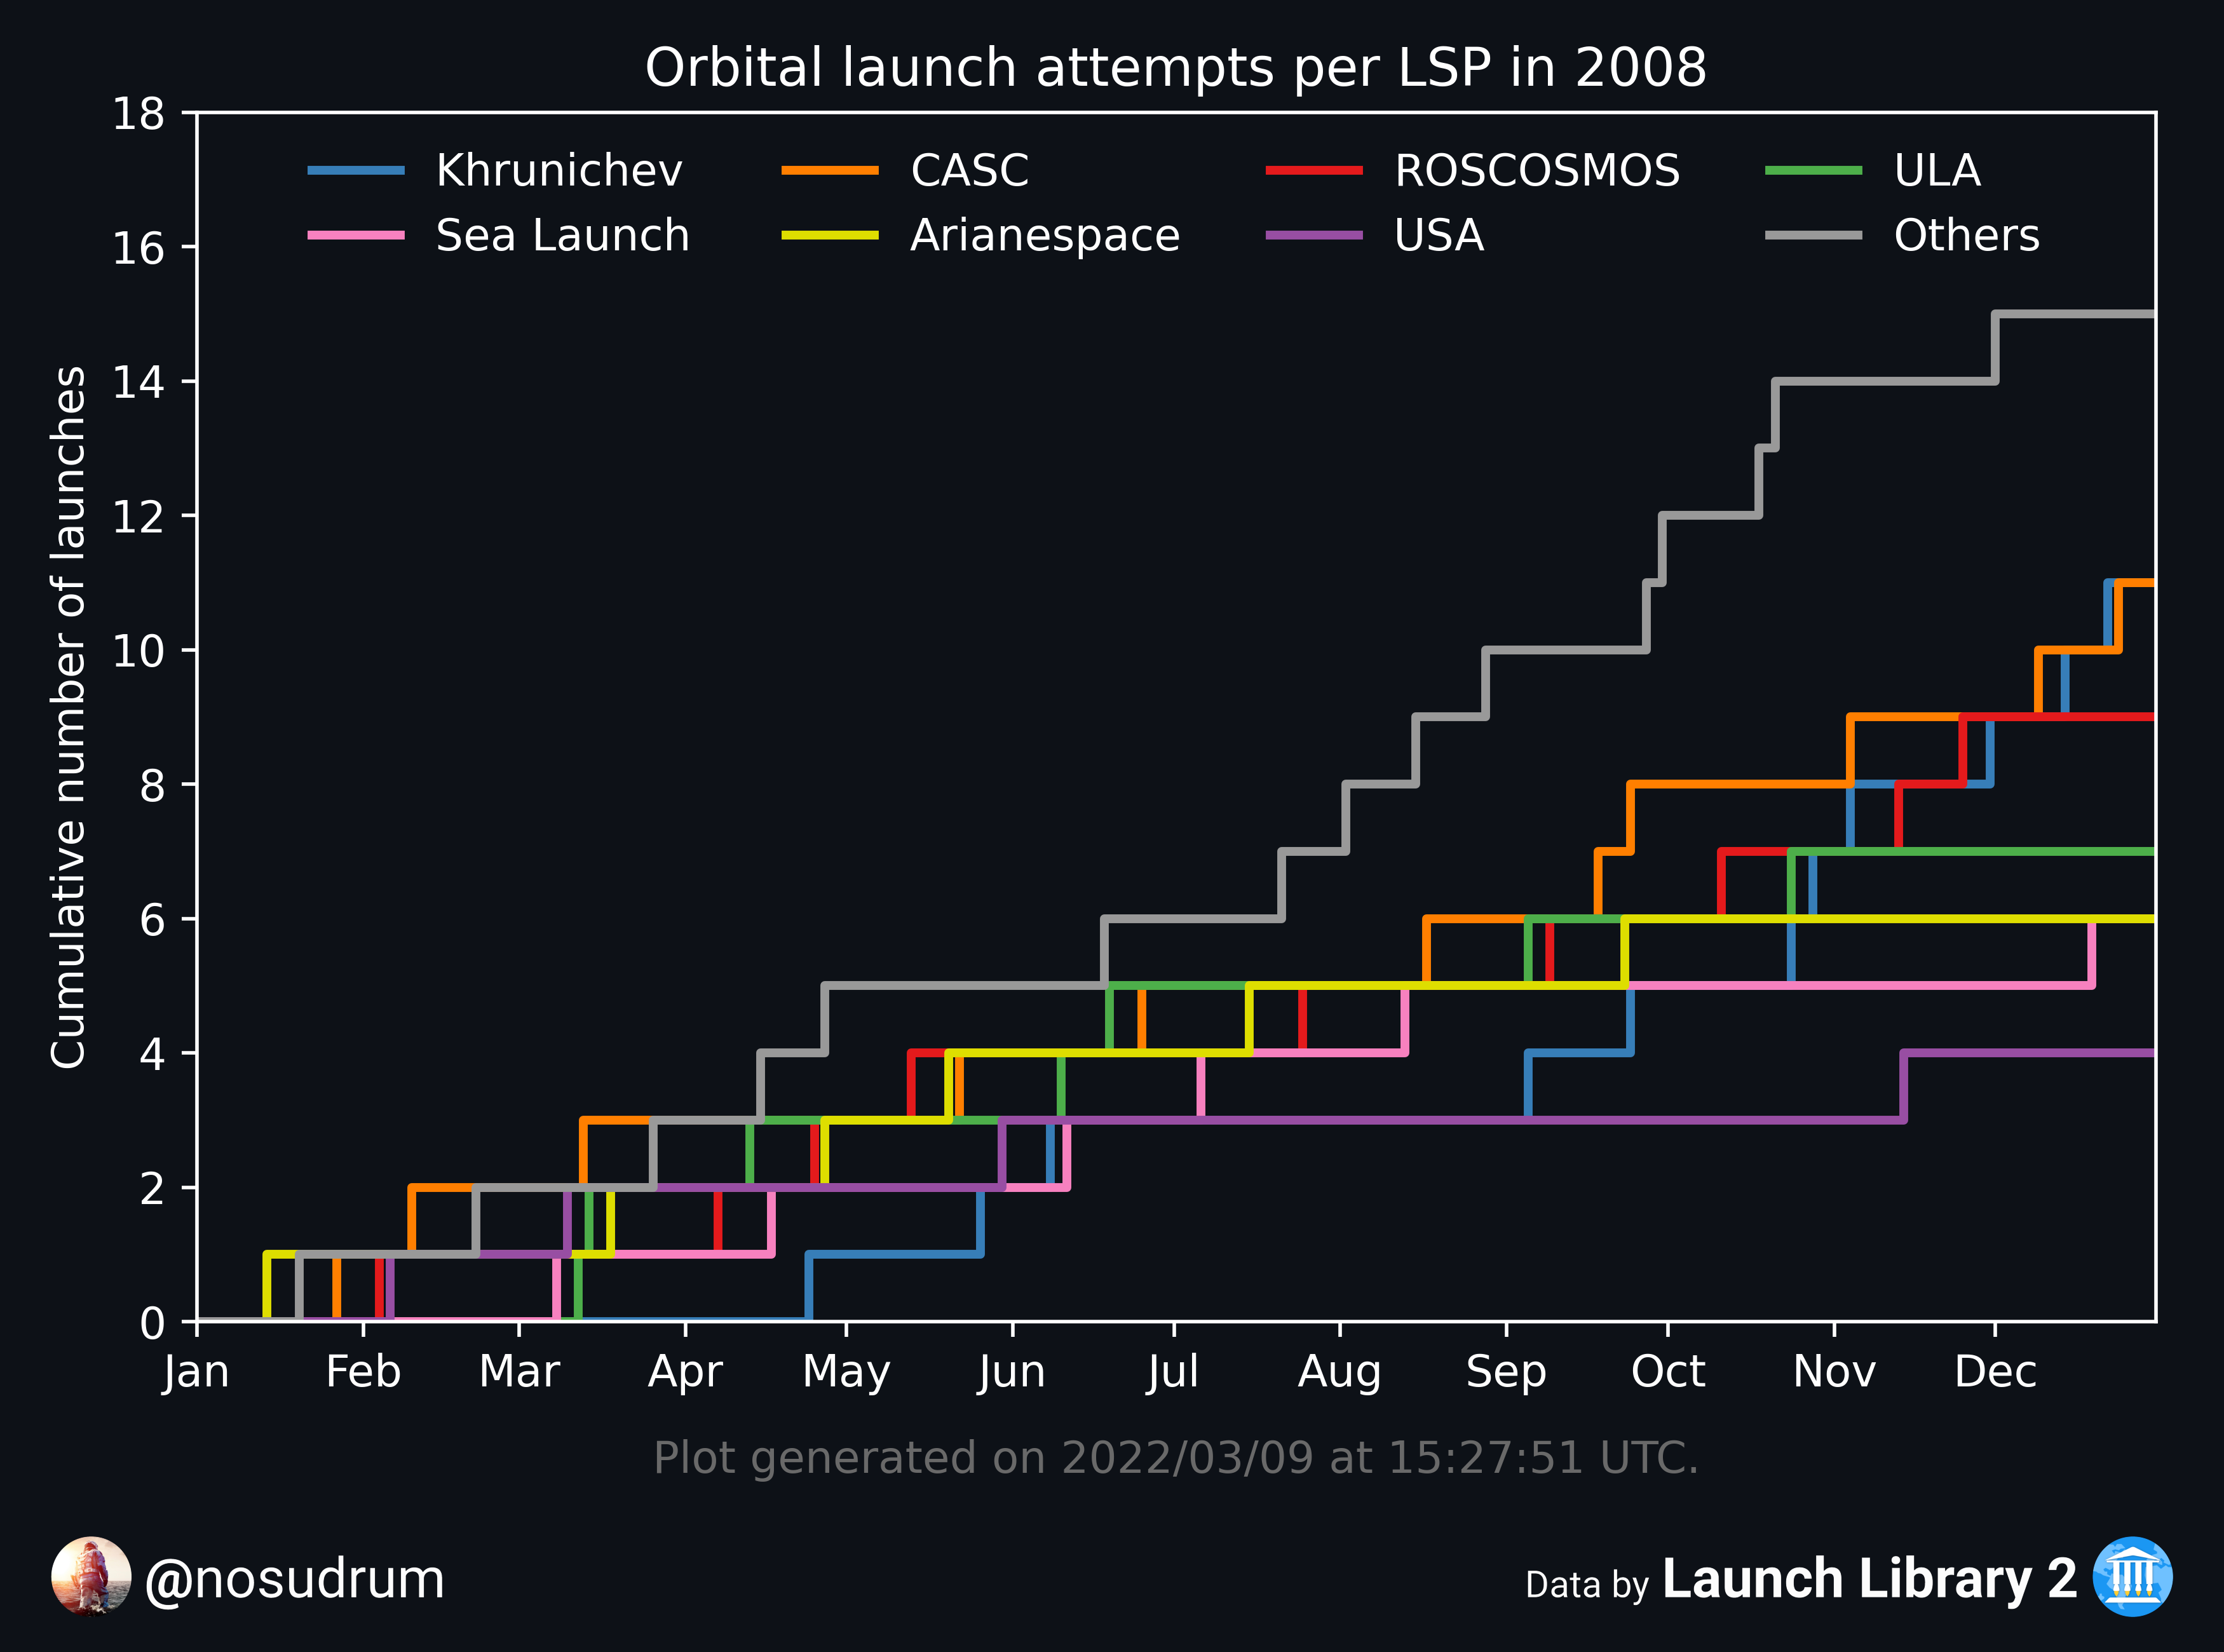 Orbital launch attempts per LSP in 2008
18
16
14
12
10
8
6
4
2
0
Cumulative number of launches
Khrunichev CASC ROSCOSMOS ULA
Sea Launch Arianespace USA Others
Jan Feb Mar Apr May Jun Jul Aug Sep Oct Nov Dec
Plot generated on 2022/03/09 at 15:27:51 UTC.
@nosudrum
Data by Launch Library 2